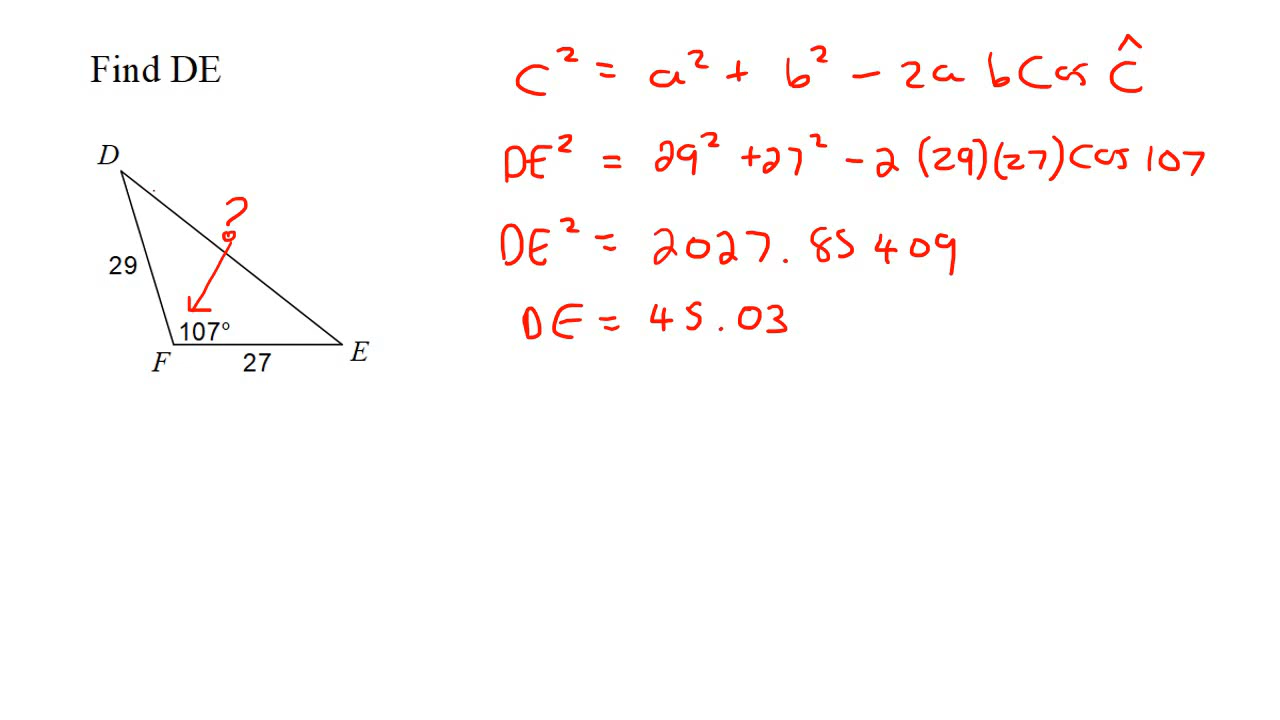 Find DE
D
29
?
107°
F
27
E
C² = a² + b² - 2abCosĈ
DE² = 29² + 27² - 2(29)(27)Cos 107
DE² = 2027.85409
DE = 45.03